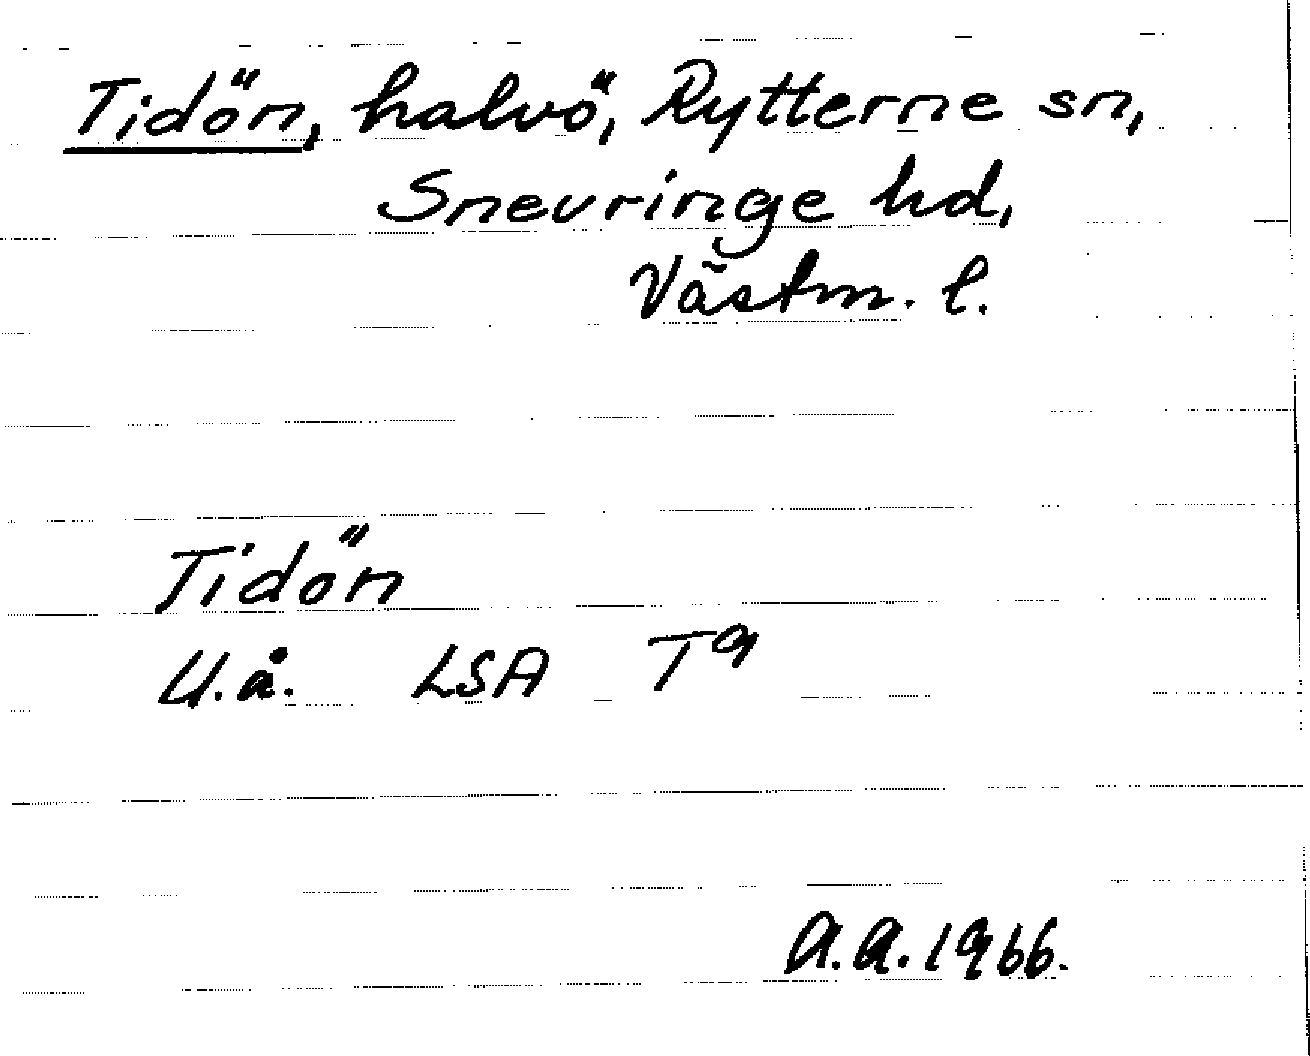 Tidön, halvö, Rytterne sn,
Snevringe hd,
Västm. l.
Tidön
U.å. LSA T9
A.A. 1966.